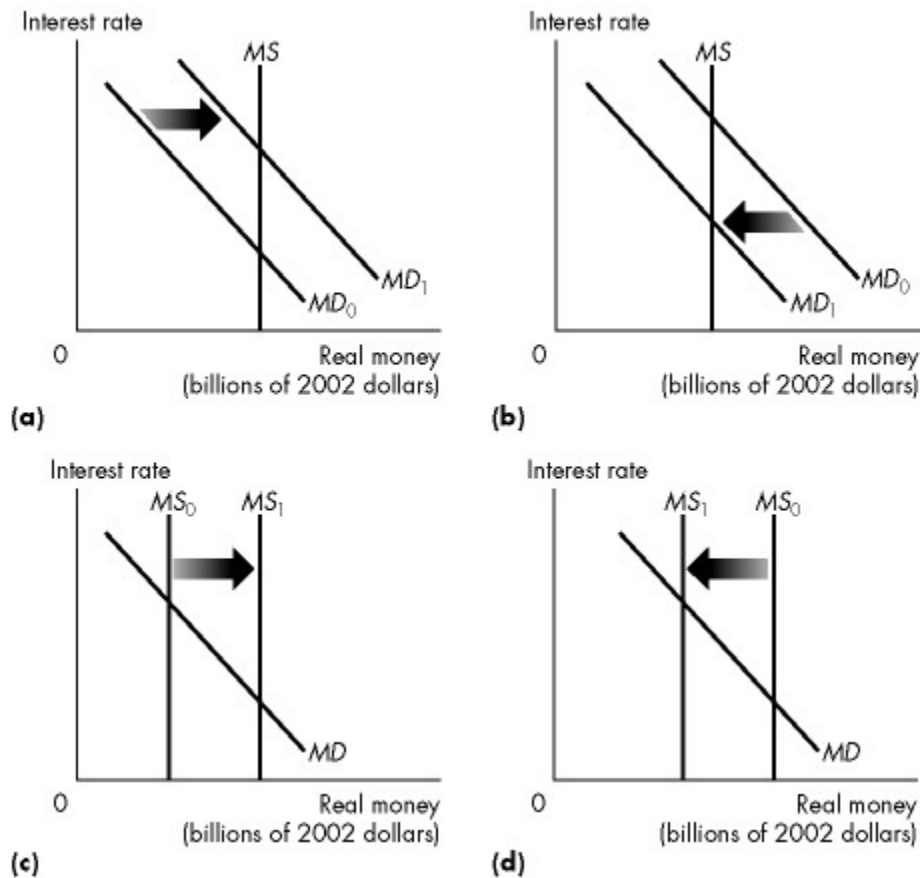 Interest rate
MS
MD₁
MD₀
0
Real money
(billions of 2002 dollars)
(a)
Interest rate
MS
MD₀
MD₁
0
Real money
(billions of 2002 dollars)
(b)
Interest rate
MS₀ MS₁
MD
0
Real money
(billions of 2002 dollars)
(c)
Interest rate
MS₁ MS₀
MD
0
Real money
(billions of 2002 dollars)
(d)